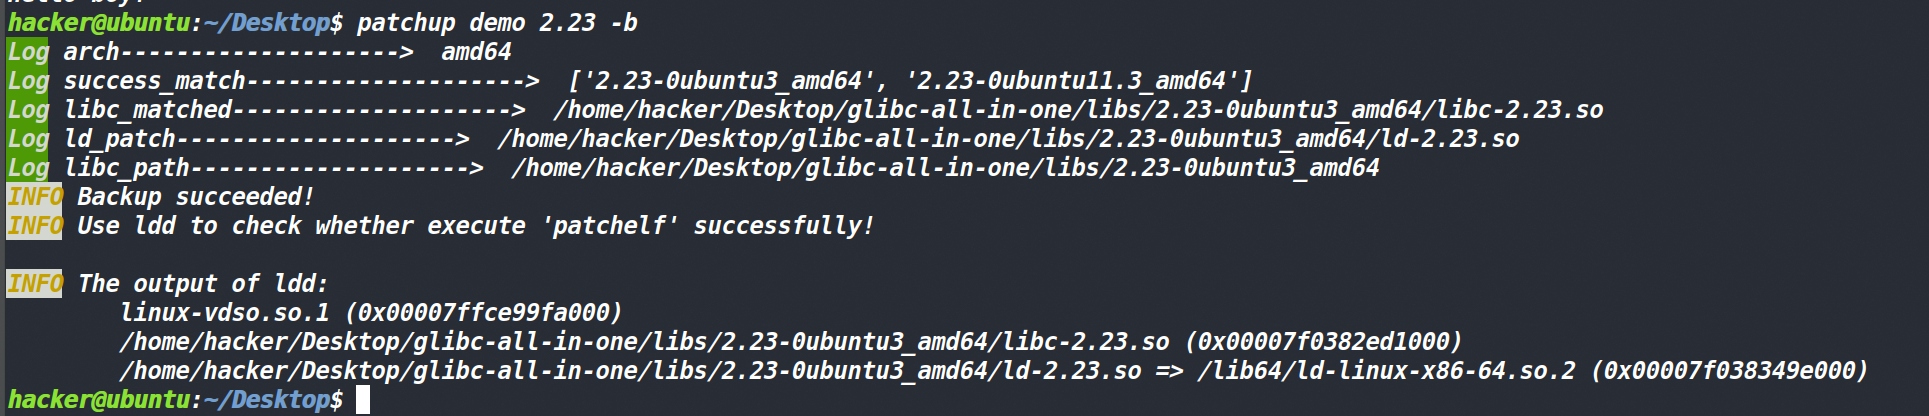 hello boy!
hacker@ubuntu:~/Desktop$ patchup demo 2.23 -b
Log arch--------------------> amd64
Log success_match--------------------> ['2.23-0ubuntu3_amd64', '2.23-0ubuntu11.3_amd64']
Log libc_matched--------------------> /home/hacker/Desktop/glibc-all-in-one/libs/2.23-0ubuntu3_amd64/libc-2.23.so
Log ld_patch--------------------> /home/hacker/Desktop/glibc-all-in-one/libs/2.23-0ubuntu3_amd64/ld-2.23.so
Log libc_path--------------------> /home/hacker/Desktop/glibc-all-in-one/libs/2.23-0ubuntu3_amd64
INFO Backup succeeded!
INFO Use ldd to check whether execute 'patchelf' successfully!
INFO The output of ldd:
linux-vdso.so.1 (0x00007ffce99fa000)
/home/hacker/Desktop/glibc-all-in-one/libs/2.23-0ubuntu3_amd64/libc-2.23.so (0x00007f0382ed1000)
/home/hacker/Desktop/glibc-all-in-one/libs/2.23-0ubuntu3_amd64/ld-2.23.so => /lib64/ld-linux-x86-64.so.2 (0x00007f038349e000)
hacker@ubuntu:~/Desktop$